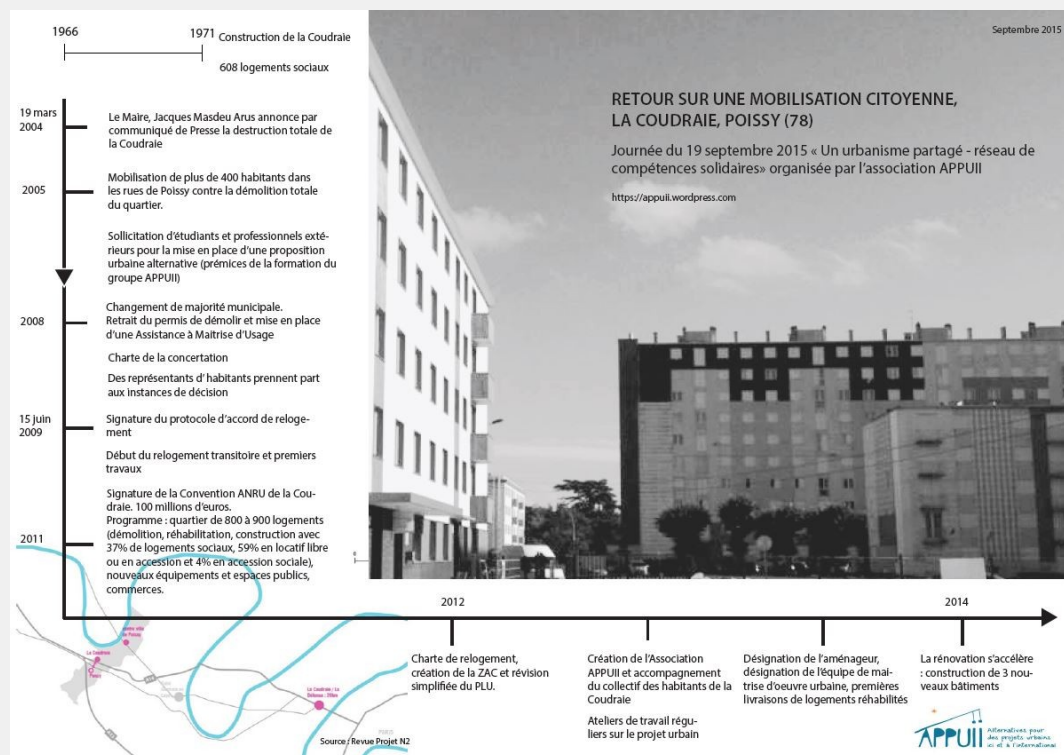 1966
1971
Construction de la Coudraie
608 logements sociaux
19 mars
2004
Le Maire, Jacques Masdeu Arus annonce par
communiqué de Presse la destruction totale de
la Coudraie
2005
Mobilisation de plus de 400 habitants dans
les rues de Poissy contre la démolition totale
du quartier.
Sollicitation d'étudiants et professionnels exté-
rieurs pour la mise en place d'une proposition
urbaine alternative (prémices de la formation du
groupe APPUII)
2008
Changement de majorité municipale.
Retrait du permis de démolir et mise en place
d'une Assistance à Maitrise d'Usage
Charte de la concertation
Des représentants d' habitants prennent part
aux instances de décision
15 juin
2009
Signature du protocole d'accord de reloge-
ment
Début du relogement transitoire et premiers
travaux
2011
Signature de la Convention ANRU de la Cou-
draie. 100 millions d'euros.
Programme : quartier de 800 à 900 logements
(démolition, réhabilitation, construction avec
37% de logements sociaux, 59% en locatif libre
ou en accession et 4% en accession sociale),
nouveaux équipements et espaces publics,
commerces.
Septembre 2015
RETOUR SUR UNE MOBILISATION CITOYENNE,
LA COUDRAIE, POISSY (78)
Journée du 19 septembre 2015 « Un urbanisme partagé - réseau de
compétences solidaires» organisée par l'association APPUII
https://appuii.wordpress.com
2012
Charte de relogement,
création de la ZAC et révision
simplifiée du PLU.
Création de l'Association
APPUII et accompagnement
du collectif des habitants de la
Coudraie
Ateliers de travail régu-
liers sur le projet urbain
Désignation de l'aménageur,
désignation de l'équipe de mai-
trise d'oeuvre urbaine, premières
livraisons de logements réhabilités
2014
La rénovation s'accélère
: construction de 3 nou-
veaux bâtiments
La Coudraie
Source : Revue Projet N2
APPUII
Alternatives pour
des projets urbains
ici et à l'international